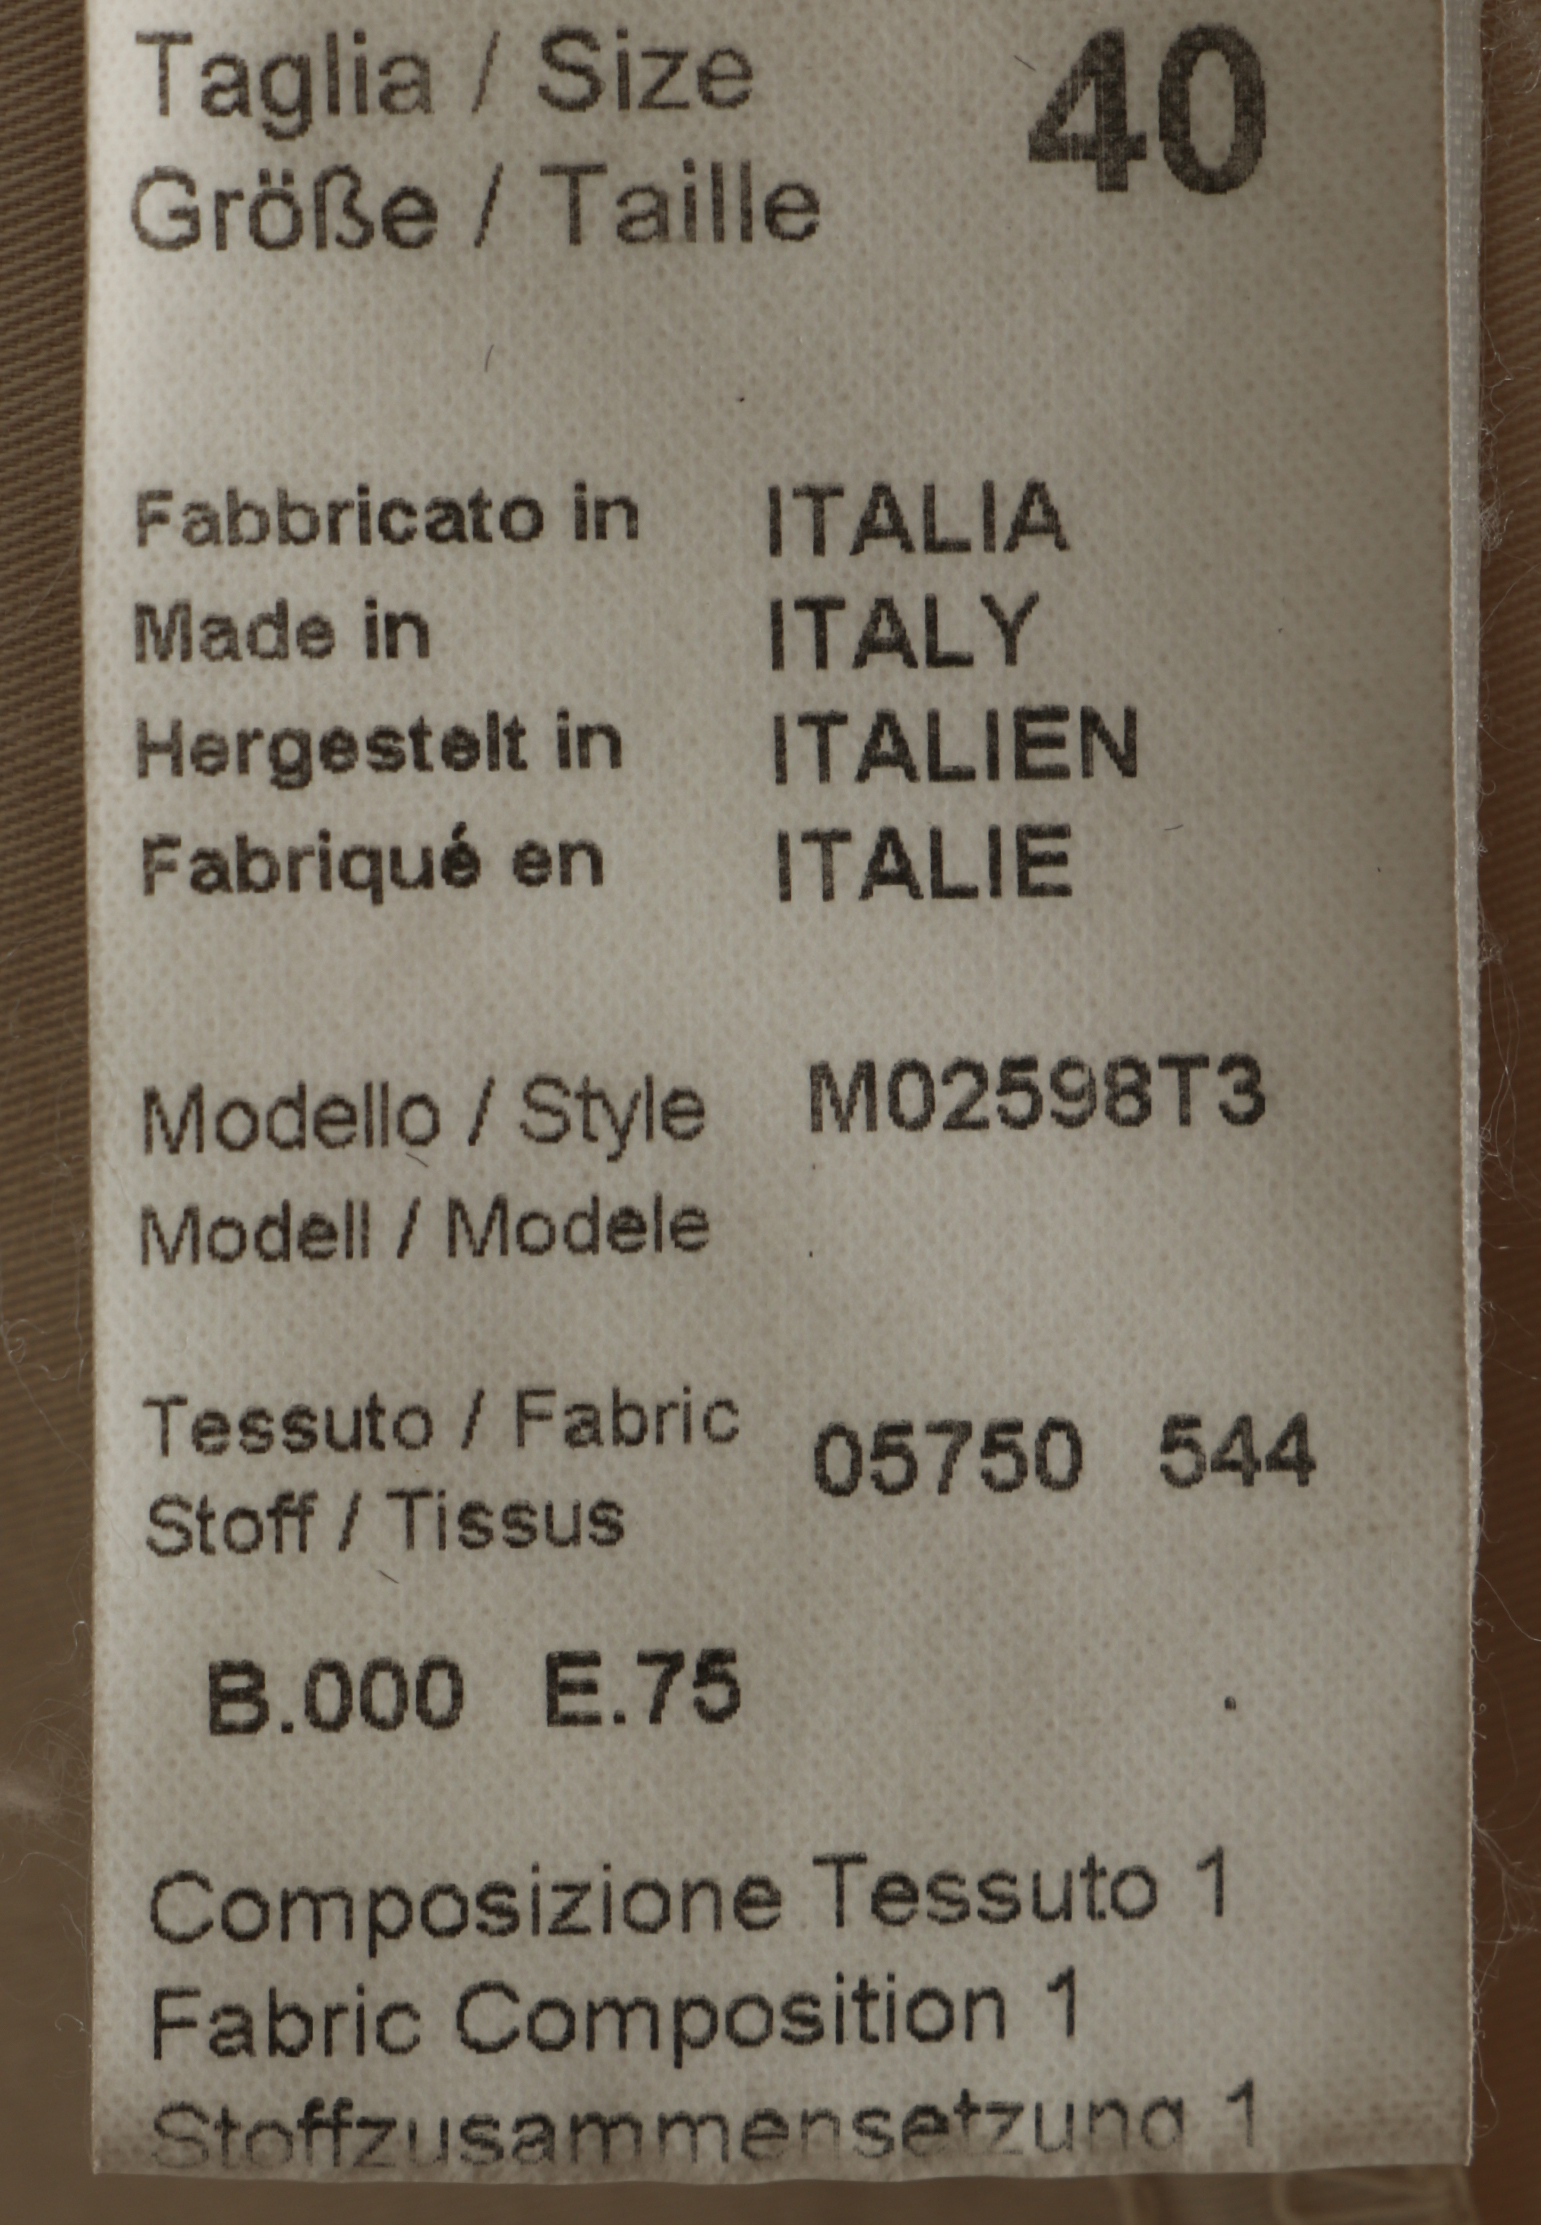 Taglia / Size 40
Größe / Taille
Fabbricato in ITALIA
Made in ITALY
Hergestelt in ITALIEN
Fabriqué en ITALIE
Modello / Style M02598T3
Modell / Modele
Tessuto / Fabric 05750 544
Stoff / Tissus
B.000 E.75 .
Composizione Tessuto 1
Fabric Composition 1
Stoffzusammensetzung 1